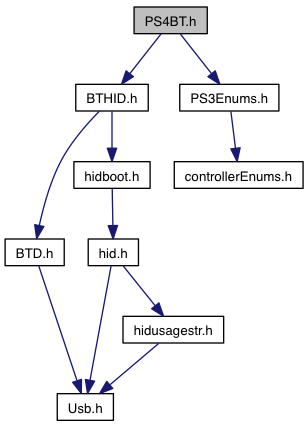 PS4BT.h
BTHID.h
PS3Enums.h
hidboot.h
controllerEnums.h
BTD.h
hid.h
hidusagestr.h
Usb.h